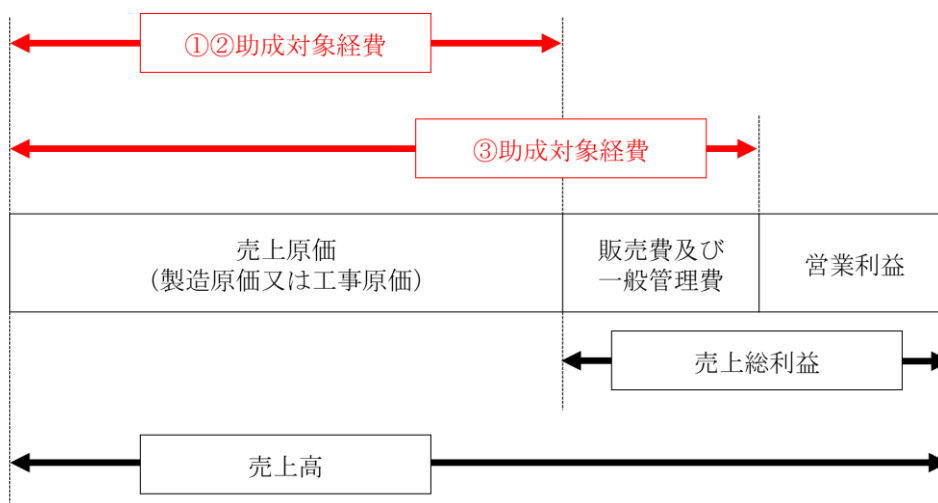 ①②助成対象経費
③助成対象経費
売上原価
（製造原価又は工事原価）
販売費及び
一般管理費
営業利益
売上総利益
売上高